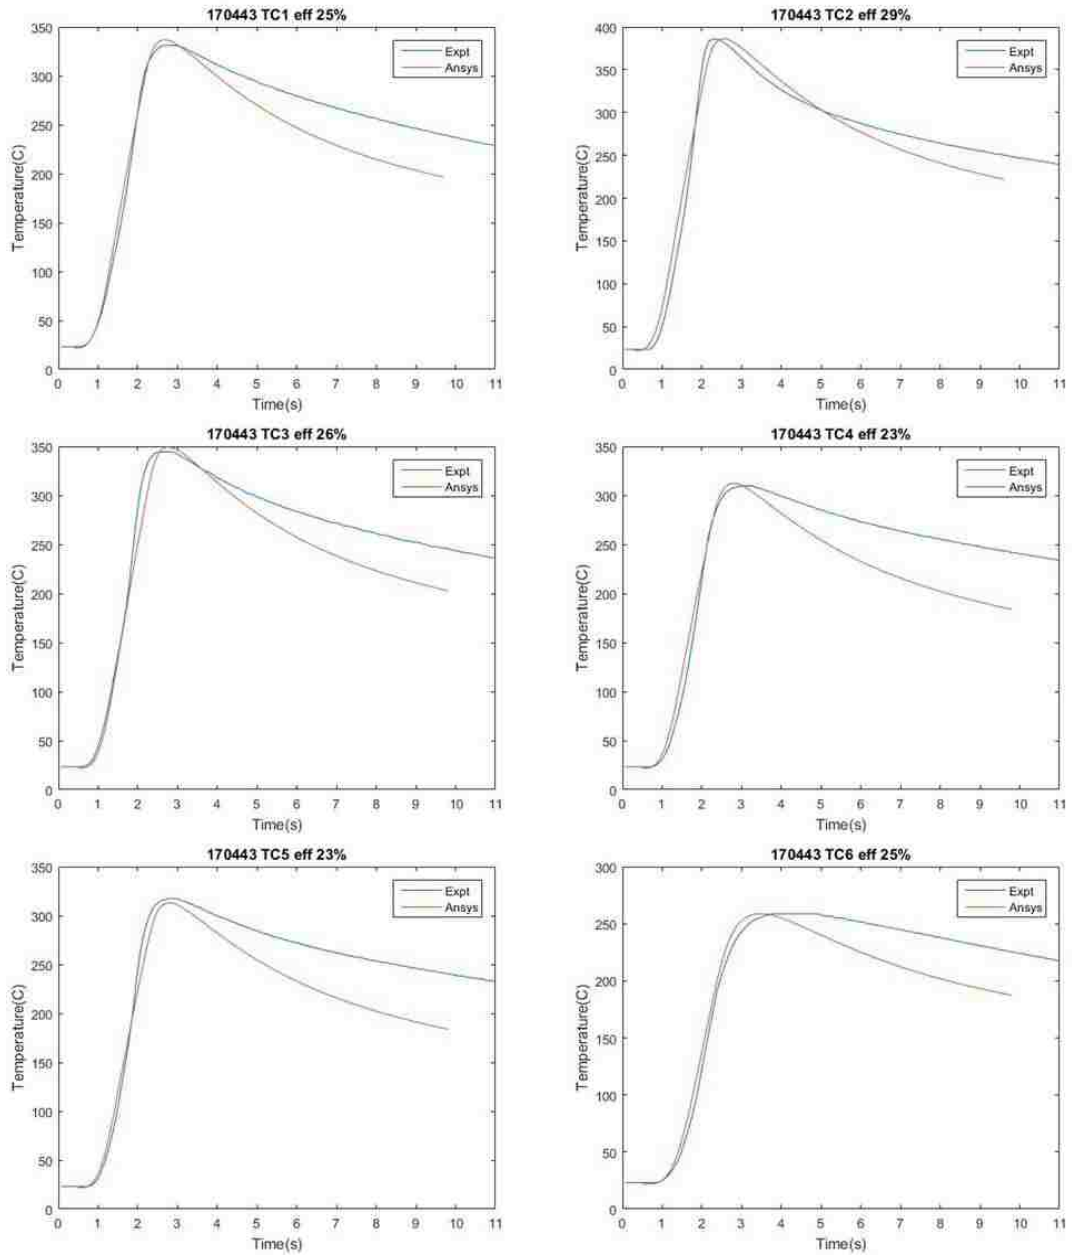 170443 TC1 eff 25%
350
300
250
200
150
100
50
0
Temperature(C)
Expt
Ansys
0 1 2 3 4 5 6 7 8 9 10 11
Time(s)
170443 TC2 eff 29%
400
350
300
250
200
150
100
50
0
Temperature(C)
Expt
Ansys
0 1 2 3 4 5 6 7 8 9 10 11
Time(s)
170443 TC3 eff 26%
350
300
250
200
150
100
50
0
Temperature(C)
Expt
Ansys
0 1 2 3 4 5 6 7 8 9 10 11
Time(s)
170443 TC4 eff 23%
350
300
250
200
150
100
50
0
Temperature(C)
Expt
Ansys
0 1 2 3 4 5 6 7 8 9 10 11
Time(s)
170443 TC5 eff 23%
350
300
250
200
150
100
50
0
Temperature(C)
Expt
Ansys
0 1 2 3 4 5 6 7 8 9 10 11
Time(s)
170443 TC6 eff 25%
300
250
200
150
100
50
0
Temperature(C)
Expt
Ansys
0 1 2 3 4 5 6 7 8 9 10 11
Time(s)